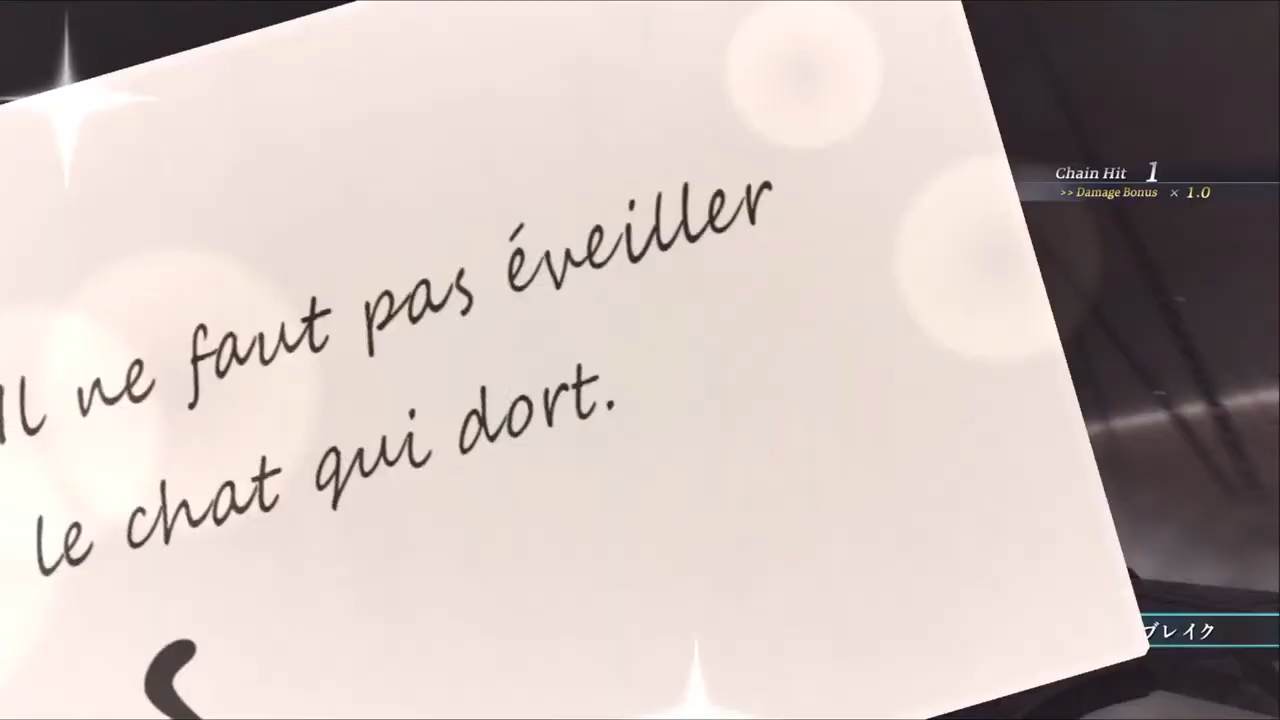 Il ne faut pas éveiller
le chat qui dort.
Chain Hit 1
>> Damage Bonus × 1.0
ブレイク